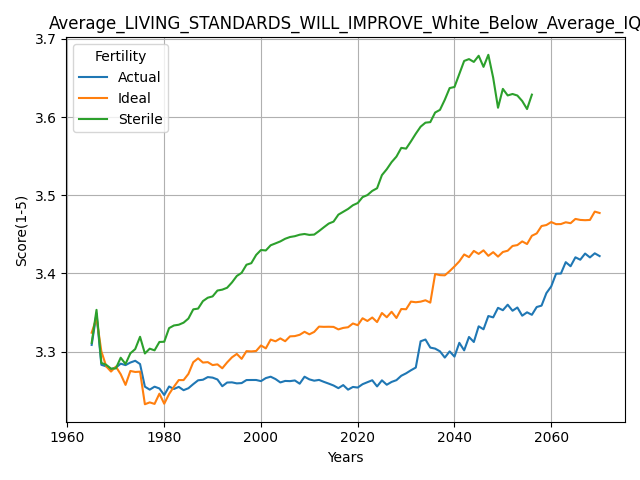 Average_LIVING_STANDARDS_WILL_IMPROVE_White_Below_Average_IQ
Fertility
Actual
Ideal
Sterile
Score(1-5)
3.7
3.6
3.5
3.4
3.3
1960
1980
2000
2020
2040
2060
Years